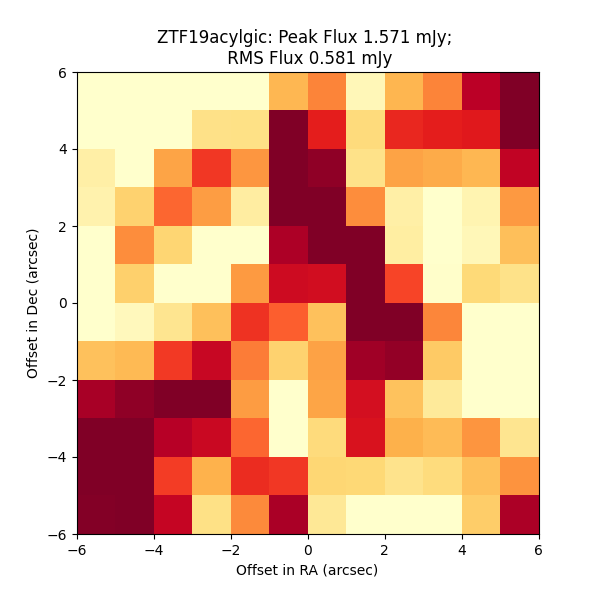 ZTF19acylgic: Peak Flux 1.571 mJy;
RMS Flux 0.581 mJy
6
4
2
0
−2
−4
−6
Offset in Dec (arcsec)
−6 −4 −2 0 2 4 6
Offset in RA (arcsec)